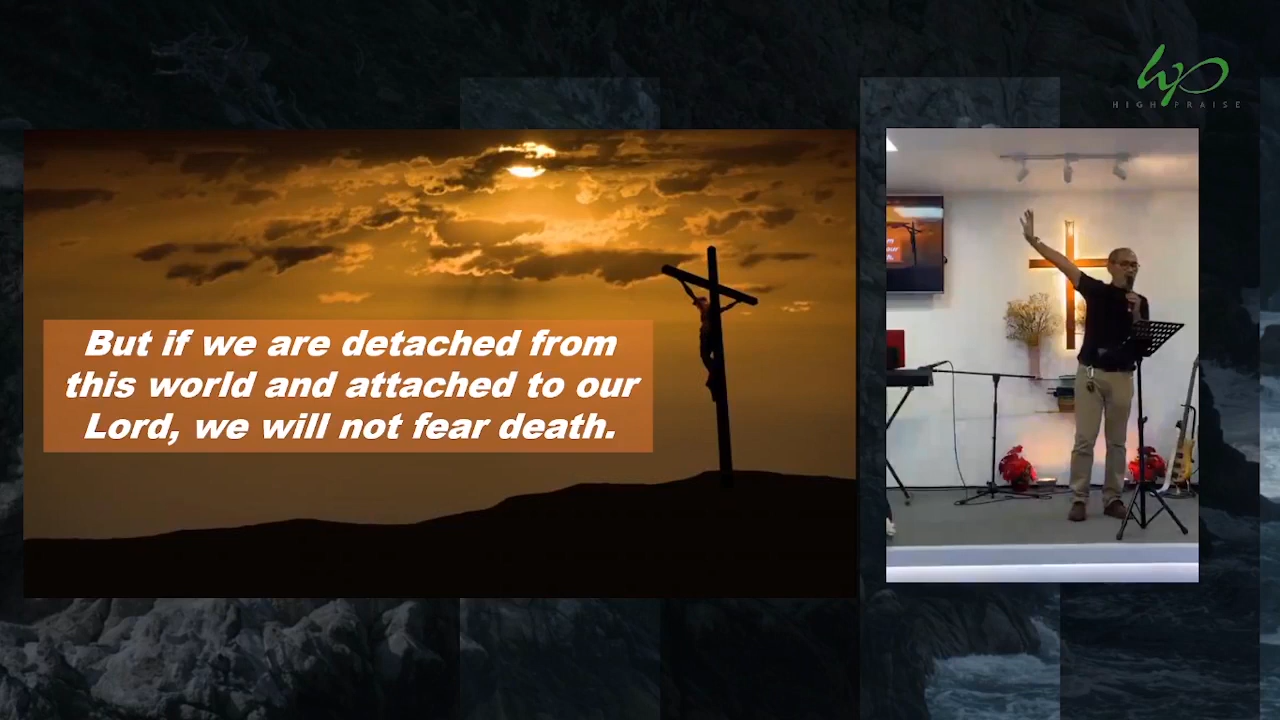 hp
HIGH PRAISE
But if we are detached from
this world and attached to our
Lord, we will not fear death.